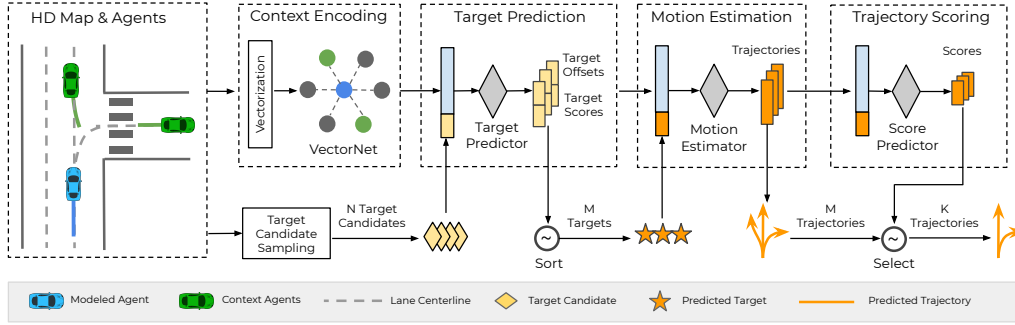 HD Map & Agents
Context Encoding
Target Prediction
Motion Estimation
Trajectory Scoring
Vectorization
VectorNet
Target
Offsets
Target
Scores
Target
Predictor
Trajectories
Motion
Estimator
Scores
Score
Predictor
Target
Candidate
Sampling
N Target
Candidates
~
Sort
M
Targets
M
Trajectories
~
Select
K
Trajectories
Modeled Agent
Context Agents
Lane Centerline
Target Candidate
Predicted Target
Predicted Trajectory